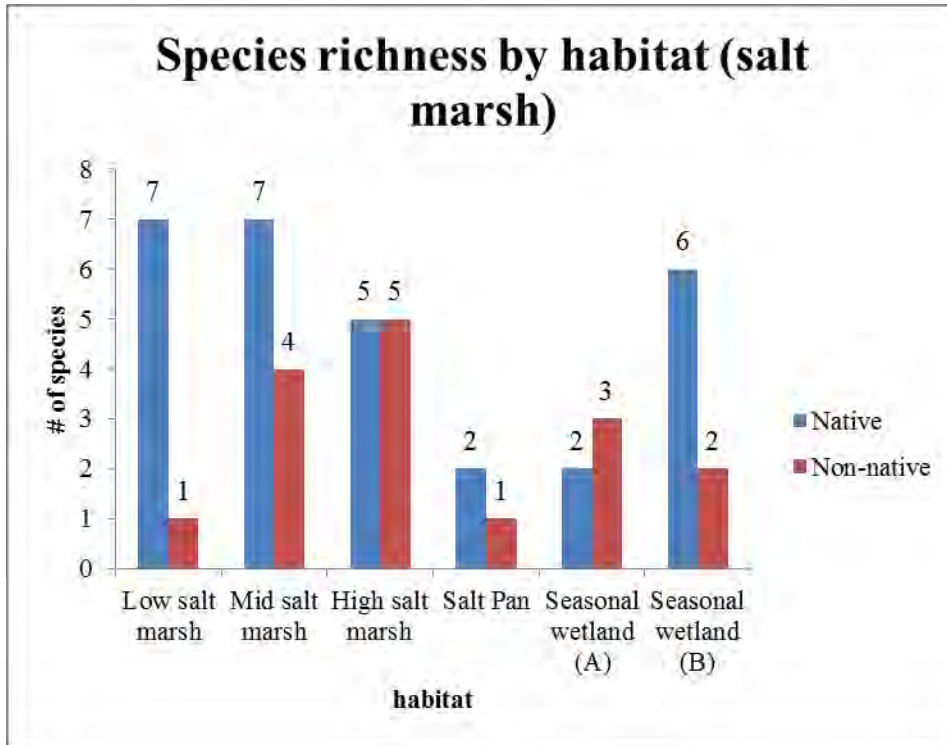 Species richness by habitat (salt
marsh)
# of species
8
7
6
5
4
3
2
1
0
7
1
7
4
5
5
2
1
2
3
6
2
Low salt
marsh
Mid salt
marsh
High salt
marsh
Salt Pan
Seasonal
wetland
(A)
Seasonal
wetland
(B)
habitat
Native
Non-native